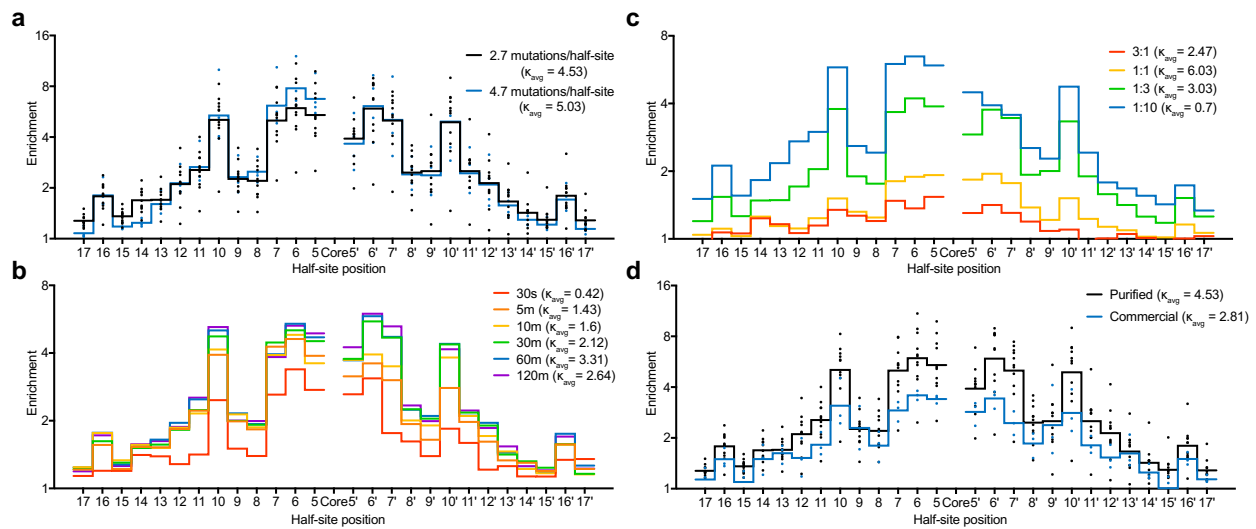 a
Enrichment
16
8
4
2
1
2.7 mutations/half-site
(κavg = 4.53)
4.7 mutations/half-site
(κavg = 5.03)
17 16 15 14 13 12 11 10 9 8 7 6 5 Core 5' 6' 7' 8' 9' 10' 11' 12' 13' 14' 15' 16' 17'
Half-site position
b
Enrichment
8
4
2
1
30s (κavg = 0.42)
5m (κavg = 1.43)
10m (κavg = 1.6)
30m (κavg = 2.12)
60m (κavg = 3.31)
120m (κavg = 2.64)
17 16 15 14 13 12 11 10 9 8 7 6 5 Core 5' 6' 7' 8' 9' 10' 11' 12' 13' 14' 15' 16' 17'
Half-site position
c
Enrichment
8
4
2
1
3:1 (κavg = 2.47)
1:1 (κavg = 6.03)
1:3 (κavg = 3.03)
1:10 (κavg = 0.7)
17 16 15 14 13 12 11 10 9 8 7 6 5 Core 5' 6' 7' 8' 9' 10' 11' 12' 13' 14' 15' 16' 17'
Half-site position
d
Enrichment
16
8
4
2
1
Purified (κavg = 4.53)
Commercial (κavg = 2.81)
17 16 15 14 13 12 11 10 9 8 7 6 5 Core 5' 6' 7' 8' 9' 10' 11' 12' 13' 14' 15' 16' 17'
Half-site position